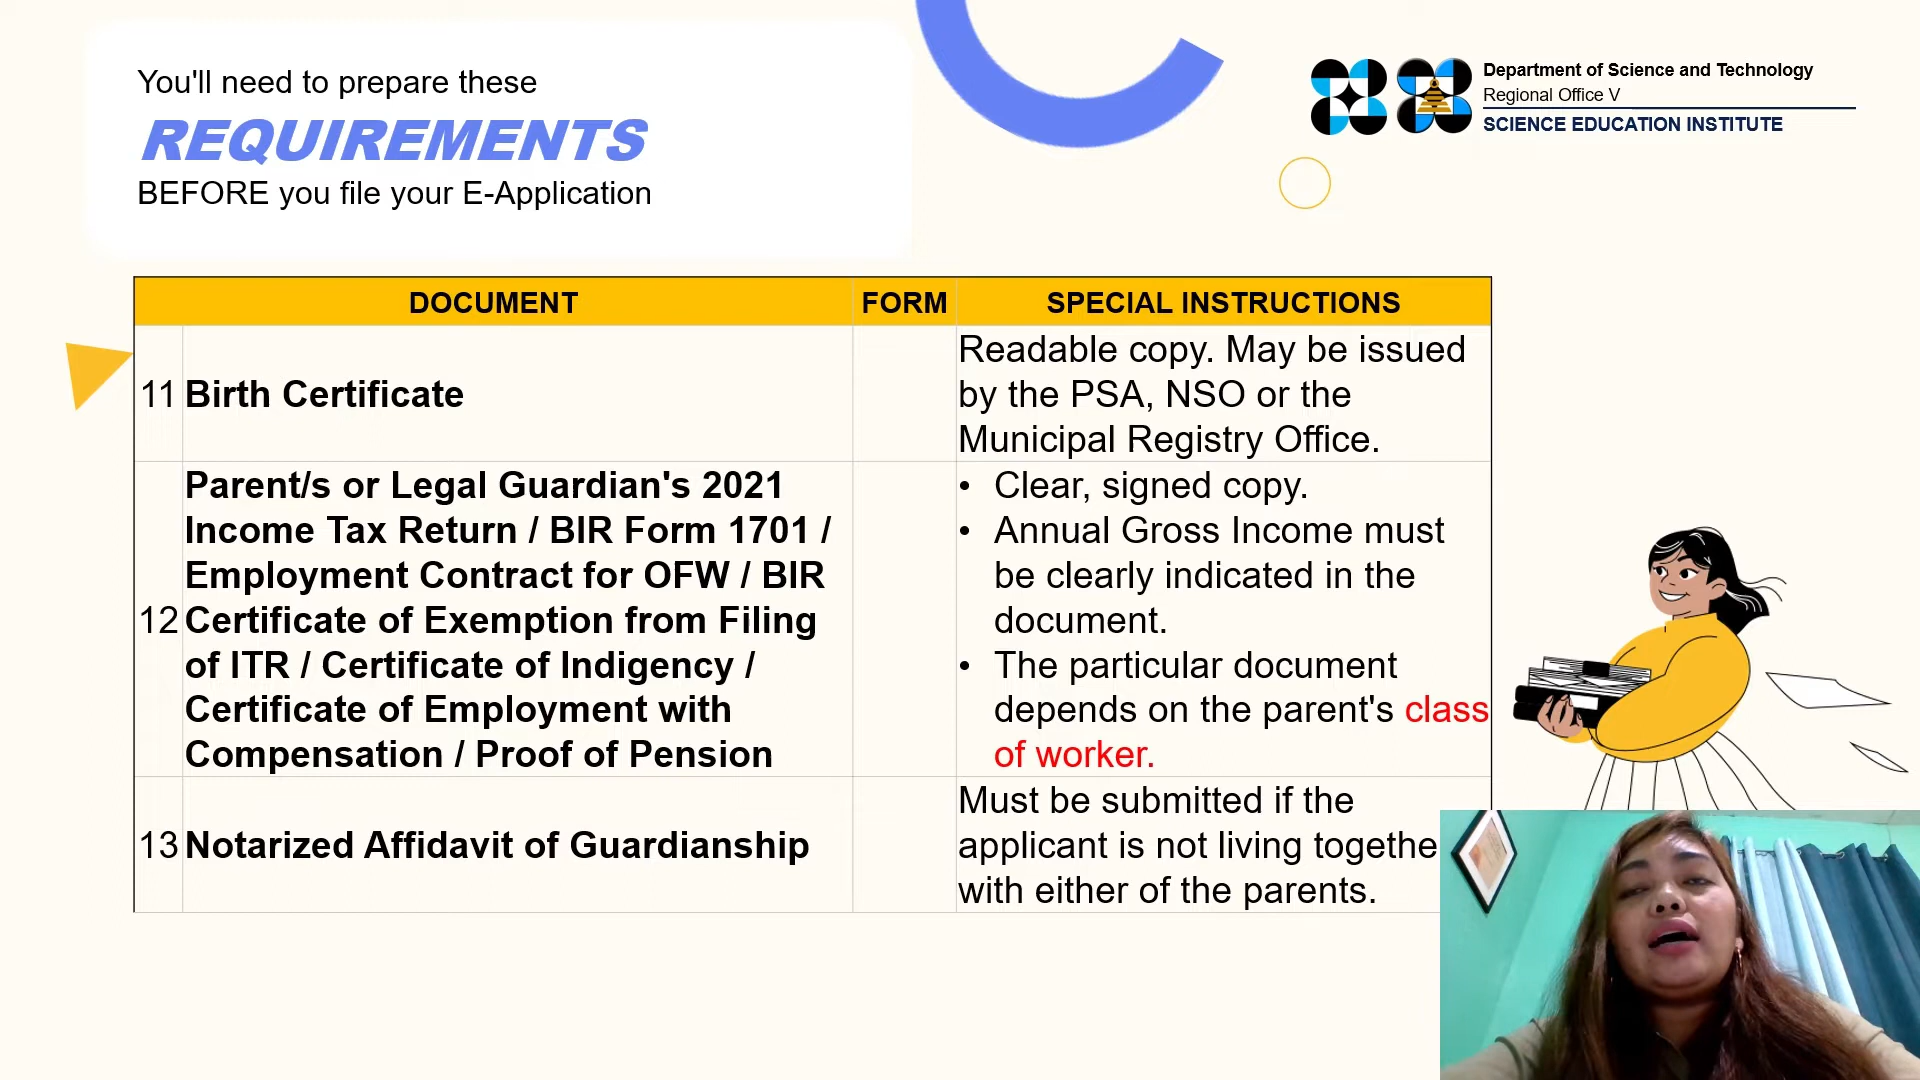 You'll need to prepare these
REQUIREMENTS
BEFORE you file your E-Application
Department of Science and Technology
Regional Office V
SCIENCE EDUCATION INSTITUTE
DOCUMENT FORM SPECIAL INSTRUCTIONS
11 Birth Certificate
Readable copy. May be issued
by the PSA, NSO or the
Municipal Registry Office.
12
Parent/s or Legal Guardian's 2021
Income Tax Return / BIR Form 1701 /
Employment Contract for OFW / BIR
Certificate of Exemption from Filing
of ITR / Certificate of Indigency /
Certificate of Employment with
Compensation / Proof of Pension
• Clear, signed copy.
• Annual Gross Income must
be clearly indicated in the
document.
• The particular document
depends on the parent's class
of worker.
13 Notarized Affidavit of Guardianship
Must be submitted if the
applicant is not living togethe
with either of the parents.